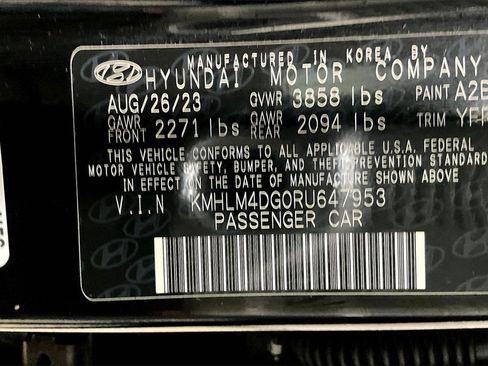 MANUFACTURED IN KOREA BY
HYUNDAI MOTOR COMPANY
AUG/26/23 GVWR 3858 lbs PAINT A2B
GAWR FRONT 2271 lbs GAWR REAR 2094 lbs TRIM YFR
THIS VEHICLE CONFORMS TO ALL APPLICABLE U.S.A. FEDERAL
MOTOR VEHICLE SAFETY, BUMPER, AND THEFT PREVENTION STANDARD
IN EFFECT ON THE DATE OF MANUFACTURE SHOWN ABOVE
V.I.N KMHLM4DG0RU647953
PASSENGER CAR